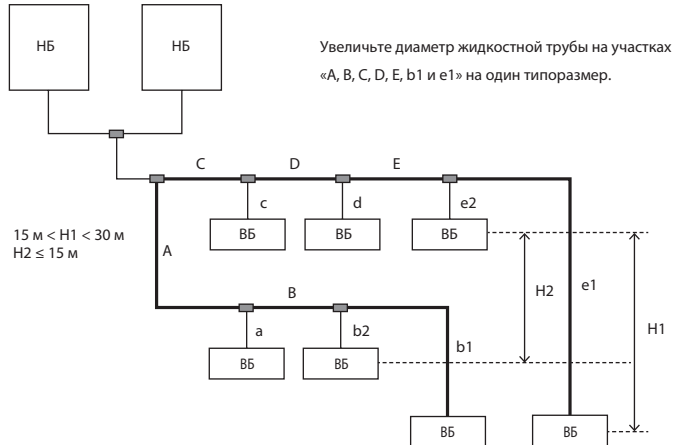 НБ
НБ
Увеличьте диаметр жидкостной трубы на участках
«A, B, C, D, E, b1 и e1» на один типоразмер.
C
D
E
c
d
e2
ВБ
ВБ
ВБ
15 м < H1 < 30 м
H2 ≤ 15 м
A
H2
e1
B
H1
a
b2
b1
ВБ
ВБ
ВБ
ВБ